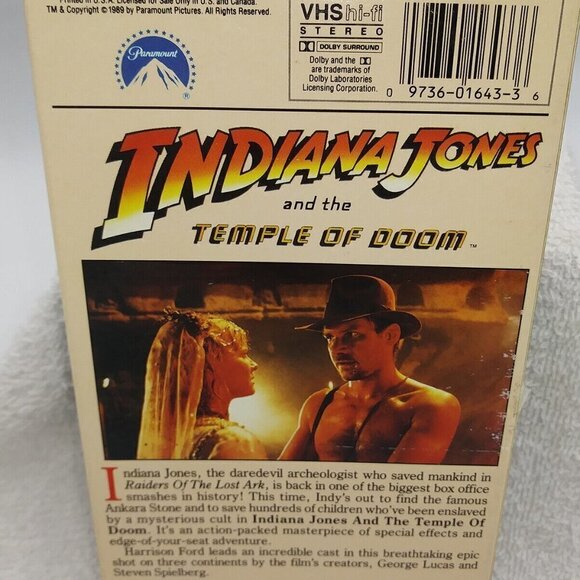 Printed in U.S.A. Licensed for Sale Only in U.S. and Canada.
TM & Copyright © 1989 by Paramount Pictures. All Rights Reserved.
Paramount
VHS hi-fi
STEREO
DOLBY SURROUND
Dolby and the
are trademarks of
Dolby Laboratories
Licensing Corporation.
0 9736-01643-3 6
INDIANA JONES
and the
TEMPLE OF DOOM ™
Indiana Jones, the daredevil archeologist who saved mankind in
Raiders Of The Lost Ark, is back in one of the biggest box office
smashes in history! This time, Indy's out to find the famous
Ankara Stone and to save hundreds of children who've been enslaved
by a mysterious cult in Indiana Jones And The Temple Of
Doom. It's an action-packed masterpiece of special effects and
edge-of-your-seat adventure.
Harrison Ford leads an incredible cast in this breathtaking epic
shot on three continents by the film's creators, George Lucas and
Steven Spielberg.